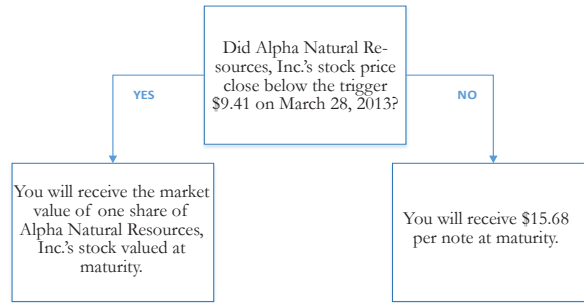 Did Alpha Natural Re-
sources, Inc.'s stock price
close below the trigger
$9.41 on March 28, 2013?
YES
NO
You will receive the market
value of one share of
Alpha Natural Resources,
Inc.'s stock valued at
maturity.
You will receive $15.68
per note at maturity.